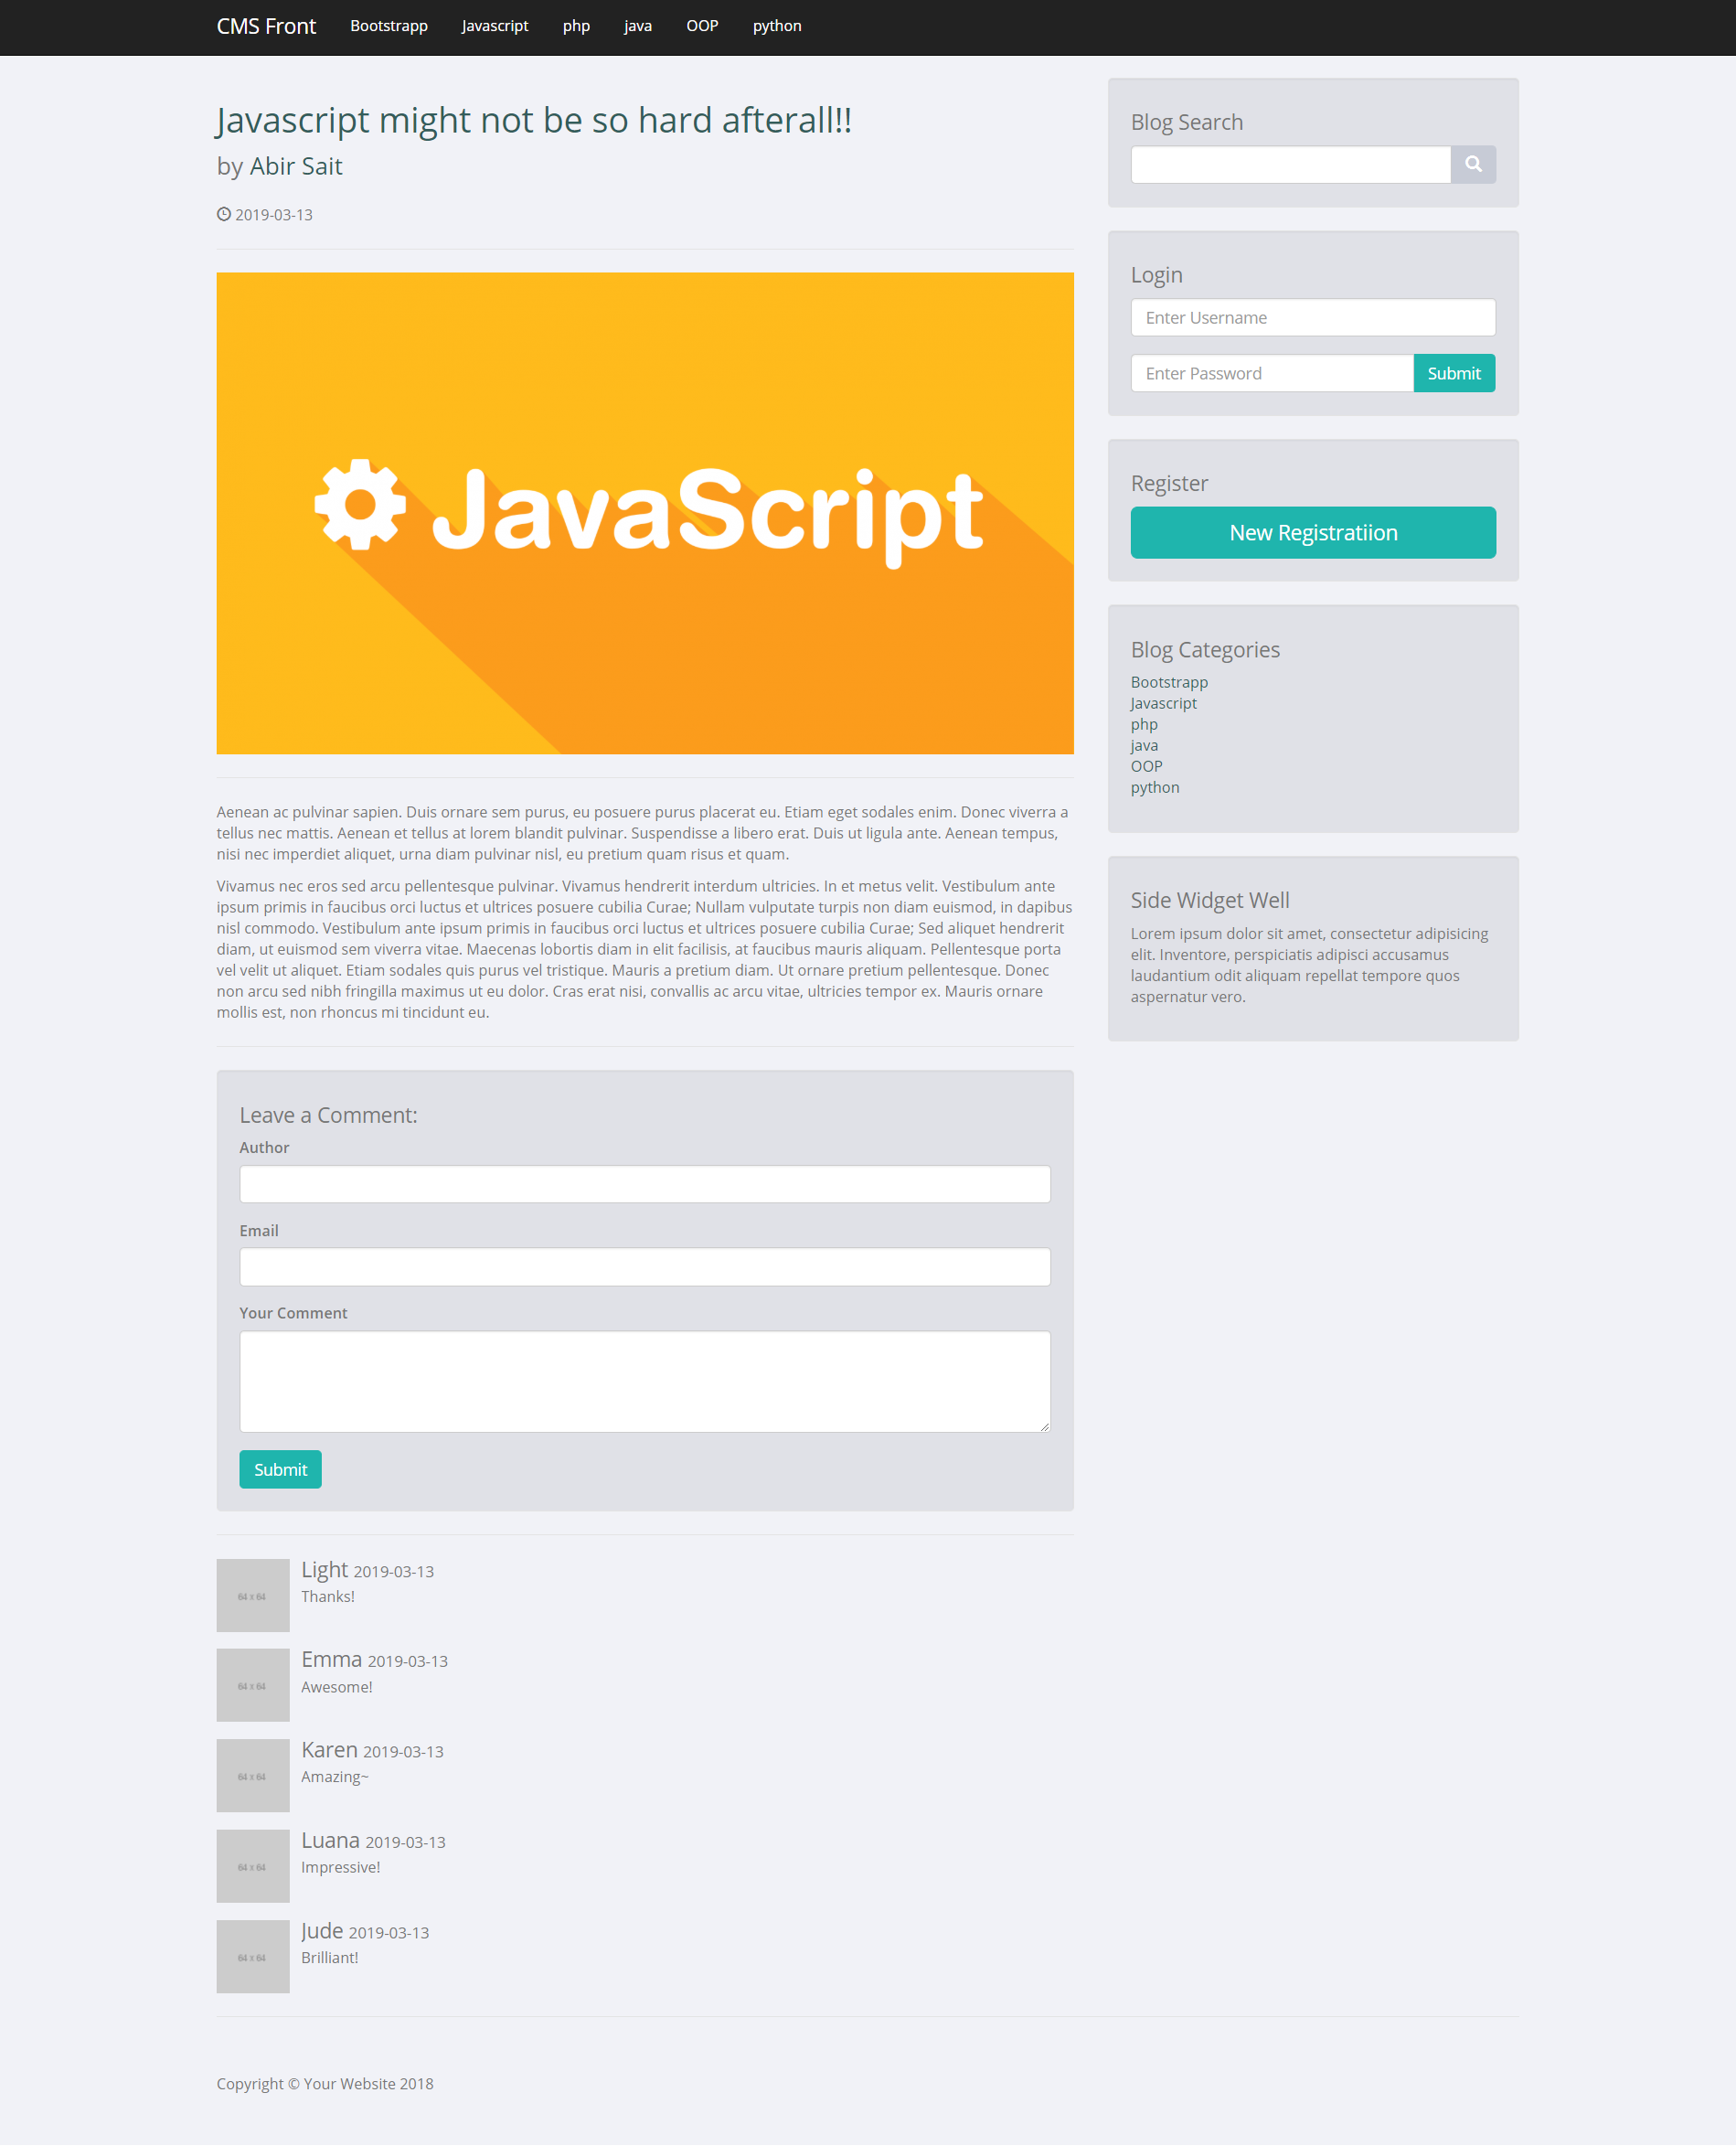 CMS Front Bootstrapp Javascript php java OOP python
Javascript might not be so hard afterall!!
by Abir Sait
2019-03-13
JavaScript
Aenean ac pulvinar sapien. Duis ornare sem purus, eu posuere purus placerat eu. Etiam eget sodales enim. Donec viverra a
tellus nec mattis. Aenean et tellus at lorem blandit pulvinar. Suspendisse a libero erat. Duis ut ligula ante. Aenean tempus,
nisi nec imperdiet aliquet, urna diam pulvinar nisl, eu pretium quam risus et quam.
Vivamus nec eros sed arcu pellentesque pulvinar. Vivamus hendrerit interdum ultricies. In et metus velit. Vestibulum ante
ipsum primis in faucibus orci luctus et ultrices posuere cubilia Curae; Nullam vulputate turpis non diam euismod, in dapibus
nisl commodo. Vestibulum ante ipsum primis in faucibus orci luctus et ultrices posuere cubilia Curae; Sed aliquet hendrerit
diam, ut euismod sem viverra vitae. Maecenas lobortis diam in elit facilisis, at faucibus mauris aliquam. Pellentesque porta
vel velit ut aliquet. Etiam sodales quis purus vel tristique. Mauris a pretium diam. Ut ornare pretium pellentesque. Donec
non arcu sed nibh fringilla maximus ut eu dolor. Cras erat nisi, convallis ac arcu vitae, ultricies tempor ex. Mauris ornare
mollis est, non rhoncus mi tincidunt eu.
Leave a Comment:
Author
Email
Your Comment
Submit
64 x 64
Light 2019-03-13
Thanks!
64 x 64
Emma 2019-03-13
Awesome!
64 x 64
Karen 2019-03-13
Amazing~
64 x 64
Luana 2019-03-13
Impressive!
64 x 64
Jude 2019-03-13
Brilliant!
Blog Search
Login
Enter Username
Enter Password Submit
Register
New Registratiion
Blog Categories
Bootstrapp
Javascript
php
java
OOP
python
Side Widget Well
Lorem ipsum dolor sit amet, consectetur adipisicing
elit. Inventore, perspiciatis adipisci accusamus
laudantium odit aliquam repellat tempore quos
aspernatur vero.
Copyright © Your Website 2018